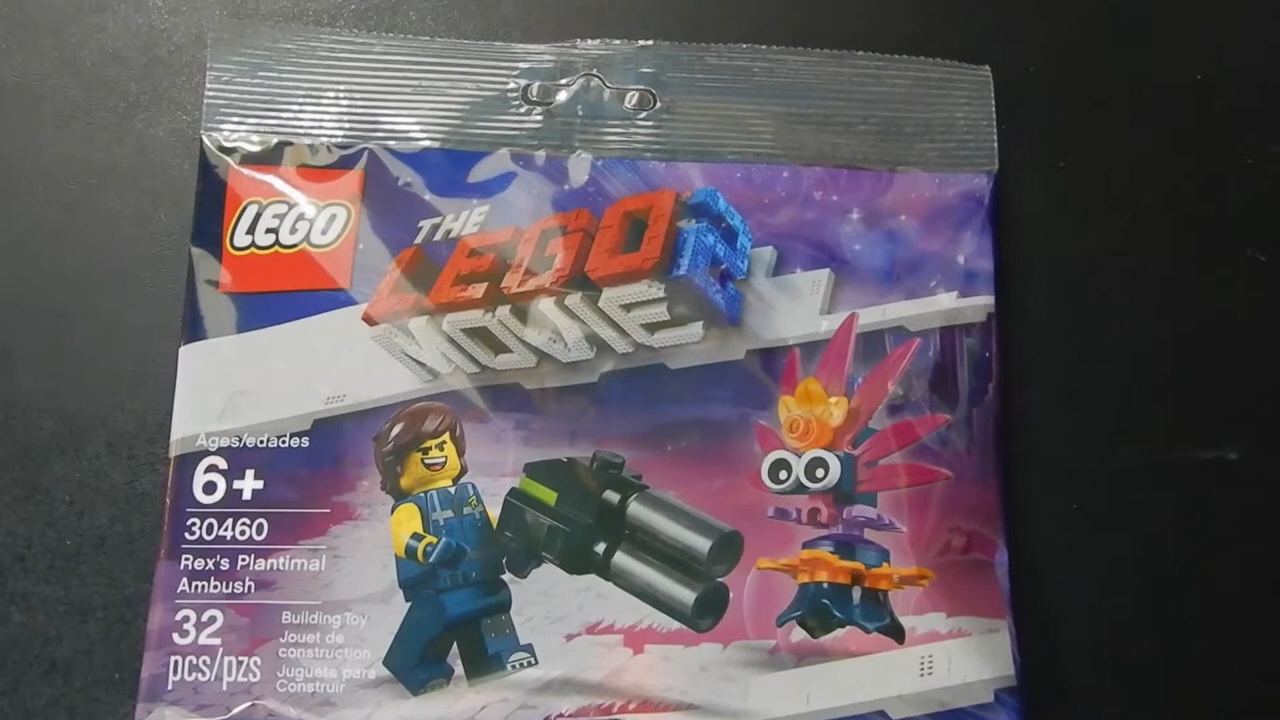 LEGO
THE
LEGO 2
MOVIE
Ages/edades
6+
30460
Rex's Plantimal
Ambush
32
pcs/pzs
Building Toy
Jouet de
construction
Juguete para
Construir